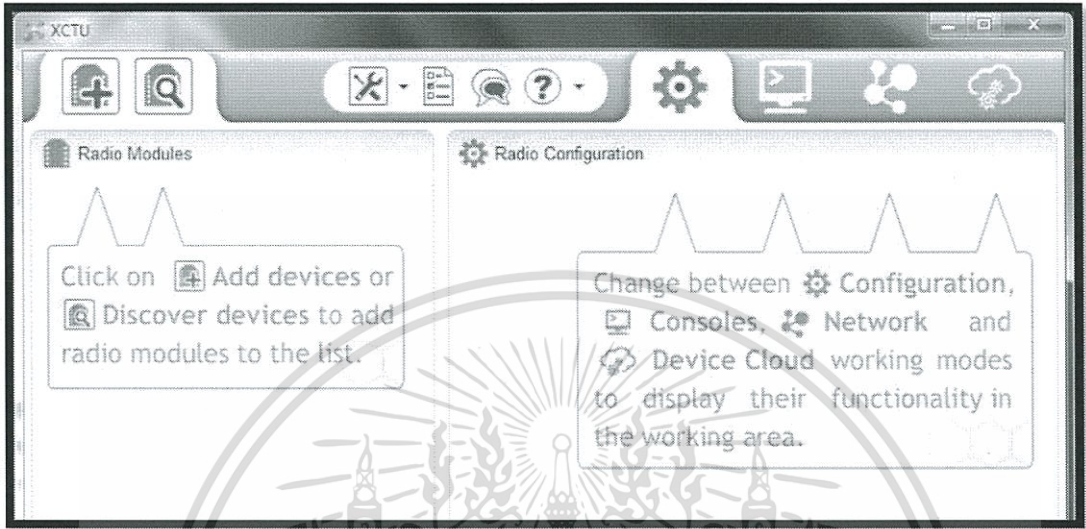 XCTU
Radio Modules
Radio Configuration
Click on Add devices or
Discover devices to add
radio modules to the list.
Change between Configuration,
Consoles, Network and
Device Cloud working modes
to display their functionality in
the working area.